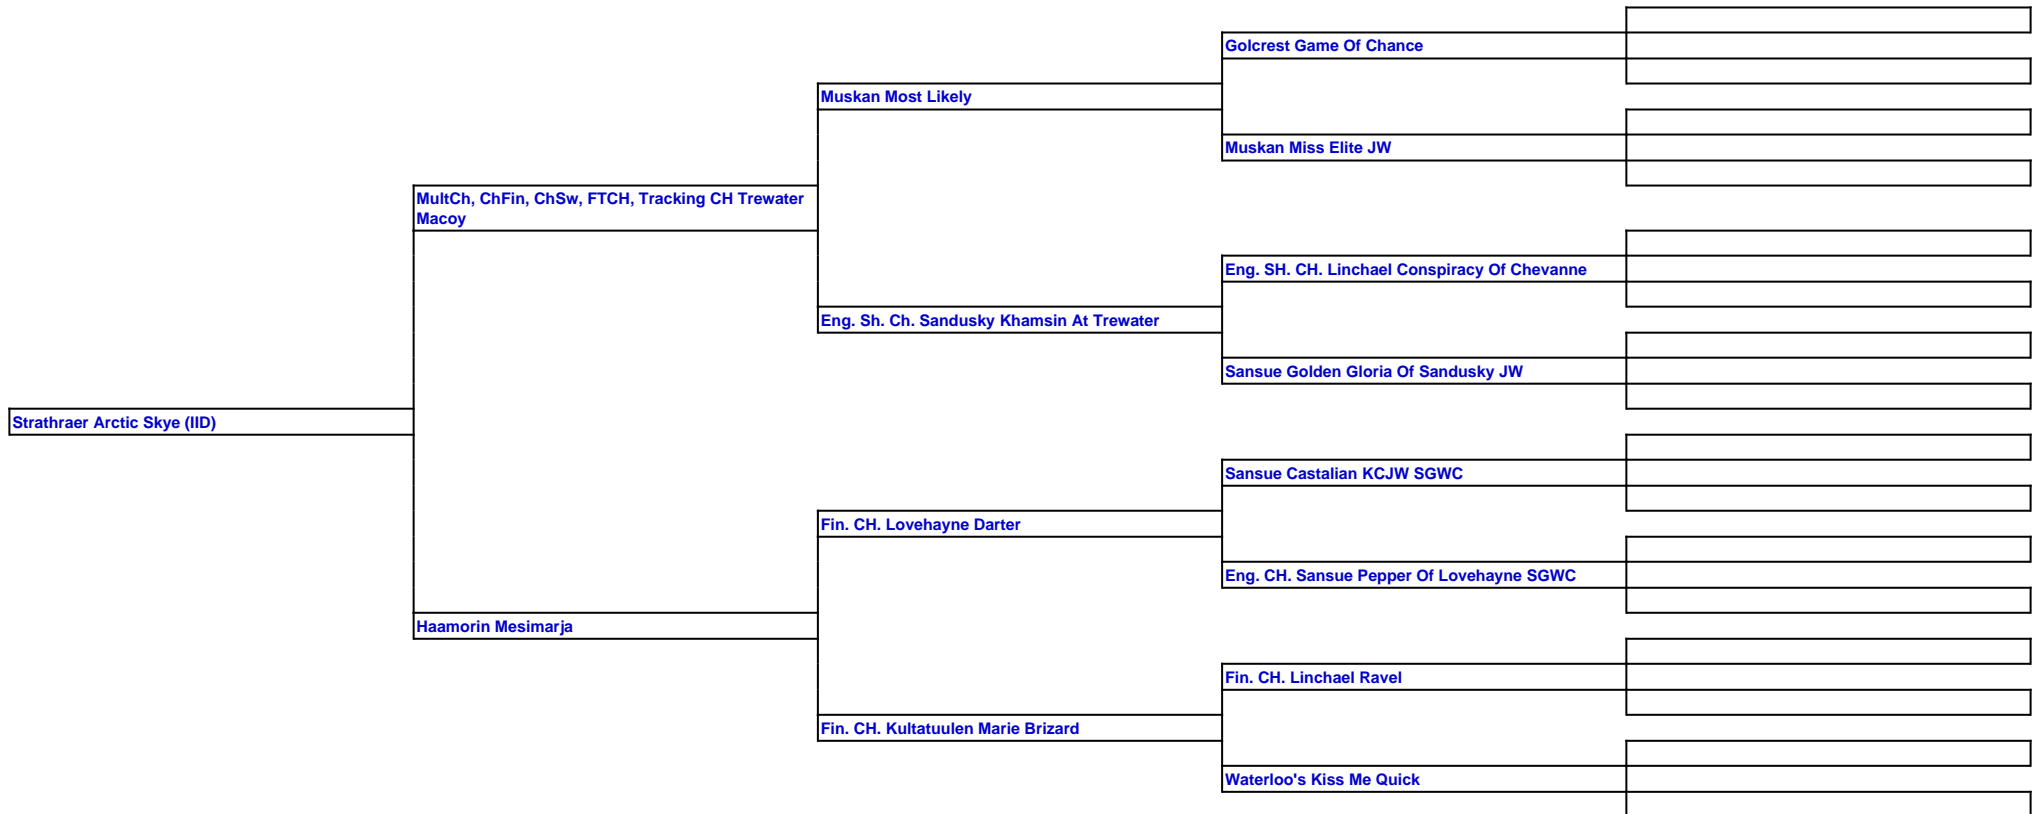 Golcrest Game Of Chance
Muskan Most Likely
Muskan Miss Elite JW
MultCh, ChFin, ChSw, FTCH, Tracking CH Trewater
Macoy
Eng. SH. CH. Linchael Conspiracy Of Chevanne
Eng. Sh. Ch. Sandusky Khamsin At Trewater
Sansue Golden Gloria Of Sandusky JW
Strathraer Arctic Skye (IID)
Sansue Castalian KCJW SGWC
Fin. CH. Lovehayne Darter
Eng. CH. Sansue Pepper Of Lovehayne SGWC
Haamorin Mesimarja
Fin. CH. Linchael Ravel
Fin. CH. Kultatuulen Marie Brizard
Waterloo's Kiss Me Quick